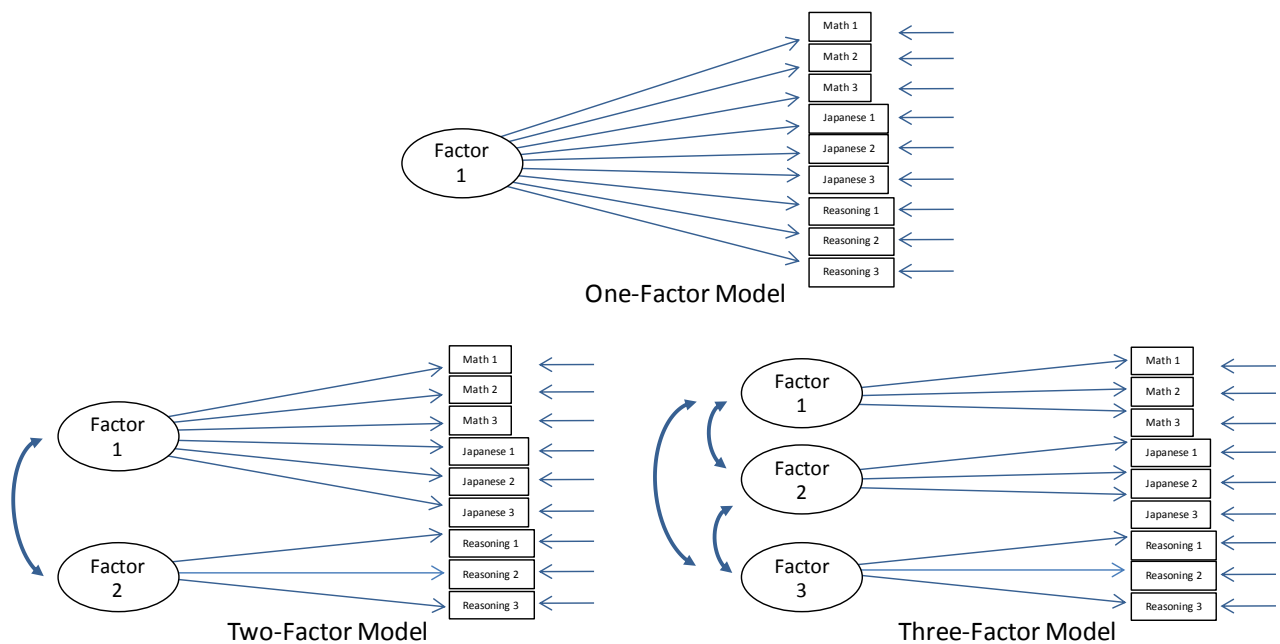 Math 1
Math 2
Math 3
Japanese 1
Japanese 2
Japanese 3
Reasoning 1
Reasoning 2
Reasoning 3
Factor
1
One-Factor Model
Math 1
Math 2
Math 3
Japanese 1
Japanese 2
Japanese 3
Reasoning 1
Reasoning 2
Reasoning 3
Factor
1
Factor
2
Two-Factor Model
Math 1
Math 2
Math 3
Japanese 1
Japanese 2
Japanese 3
Reasoning 1
Reasoning 2
Reasoning 3
Factor
1
Factor
2
Factor
3
Three-Factor Model